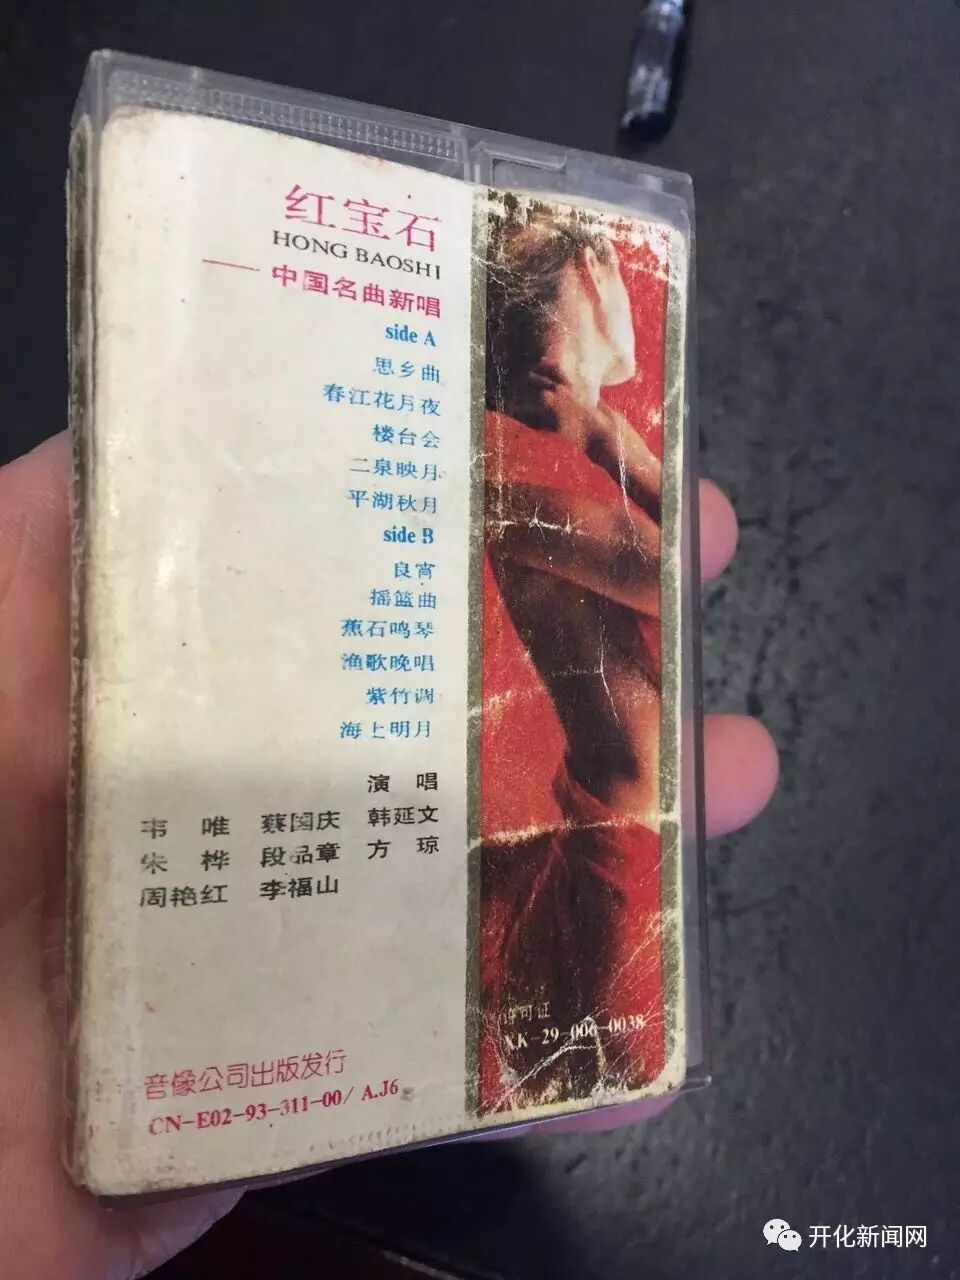 红宝石
HONG BAOSHI
——中国名曲新唱
side A
思乡曲
春江花月夜
楼台会
二泉映月
平湖秋月
side B
良宵
摇篮曲
蕉石鸣琴
渔歌晚唱
紫竹调
海上明月
演 唱
韦 唯 蔡国庆 韩延文
朱 桦 段品章 方 琼
周艳红 李福山
音像公司出版发行
CN-E02-93-311-00/ A.J6
许可证
XK-29-006-0038
开化新闻网